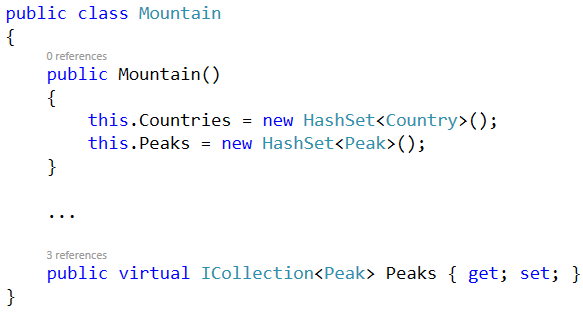 public class Mountain
{
0 references
public Mountain()
{
this.Countries = new HashSet<Country>();
this.Peaks = new HashSet<Peak>();
}
...
3 references
public virtual ICollection<Peak> Peaks { get; set; }
}